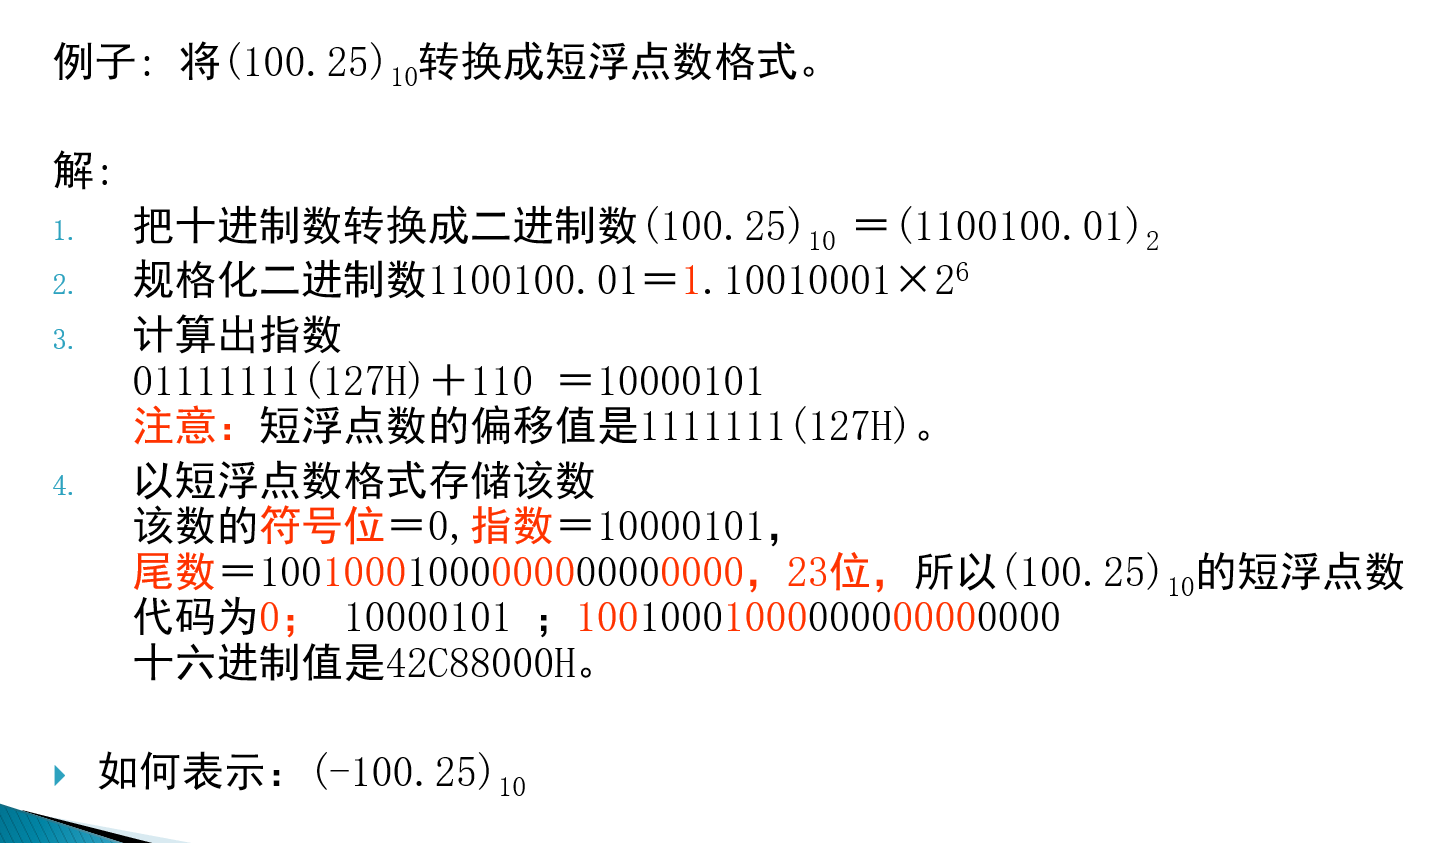 例子: 将(100.25)10转换成短浮点数格式。
解:
1. 把十进制数转换成二进制数(100.25)10 ＝(1100100.01)2
2. 规格化二进制数1100100.01＝1.10010001×2^6
3. 计算出指数
01111111(127H)＋110 ＝10000101
注意：短浮点数的偏移值是1111111(127H)。
4. 以短浮点数格式存储该数
该数的符号位＝0,指数＝10000101，
尾数＝10010001000000000000000，23位，所以(100.25)10的短浮点数
代码为0； 10000101 ；10010001000000000000000
十六进制值是42C88000H。
如何表示：(-100.25)10